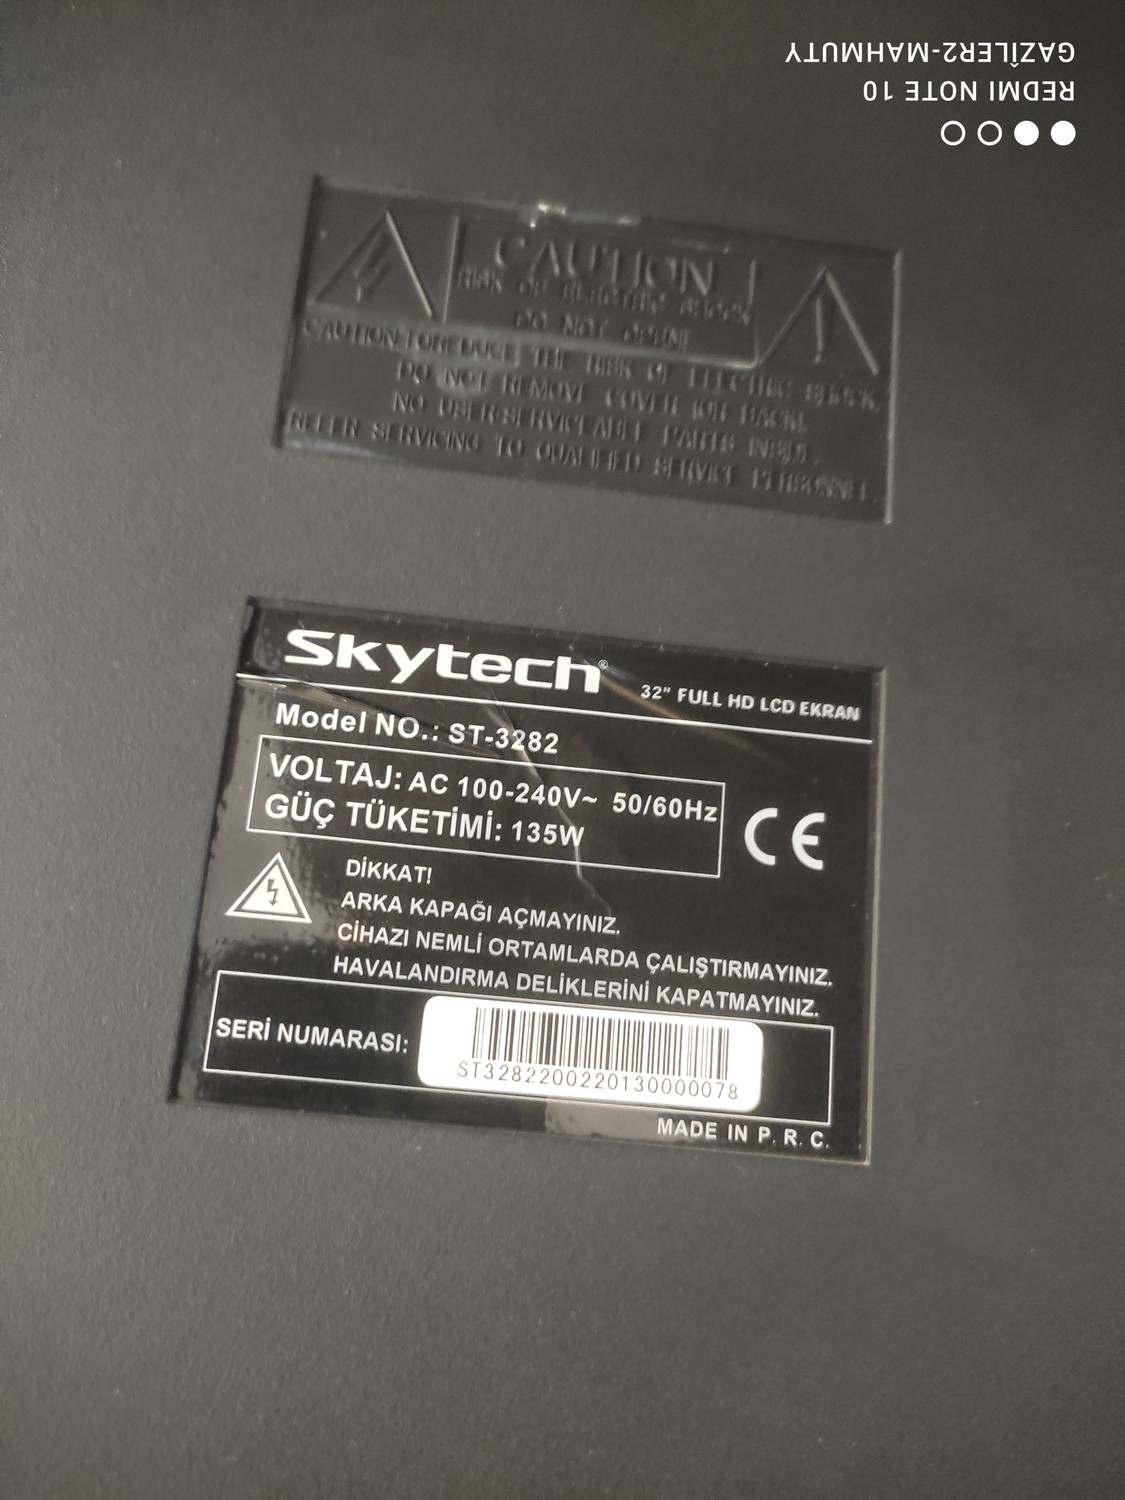 GAZİLER2-MAHMUTY
REDMI NOTE 10
CAUTION
RISK OF ELECTRIC SHOCK
DO NOT OPEN!
CAUTION:TOREDUCE THE RISK OF ELECTRIC SHOCK,
DO NOT REMOVE COVER (OR BACK).
NO USER-SERVICEABLE PARTS INSIDE.
REFER SERVICING TO QUALIFIED SERVICE PERSONNEL.
Skytech®
32" FULL HD LCD EKRAN
Model NO.: ST-3282
VOLTAJ: AC 100-240V~ 50/60Hz
GÜÇ TÜKETİMİ: 135W
CE
DİKKAT!
ARKA KAPAĞI AÇMAYINIZ.
CİHAZI NEMLİ ORTAMLARDA ÇALIŞTIRMAYINIZ.
HAVALANDIRMA DELİKLERİNİ KAPATMAYINIZ.
SERİ NUMARASI:
ST3282200220130000078
MADE IN P. R. C.